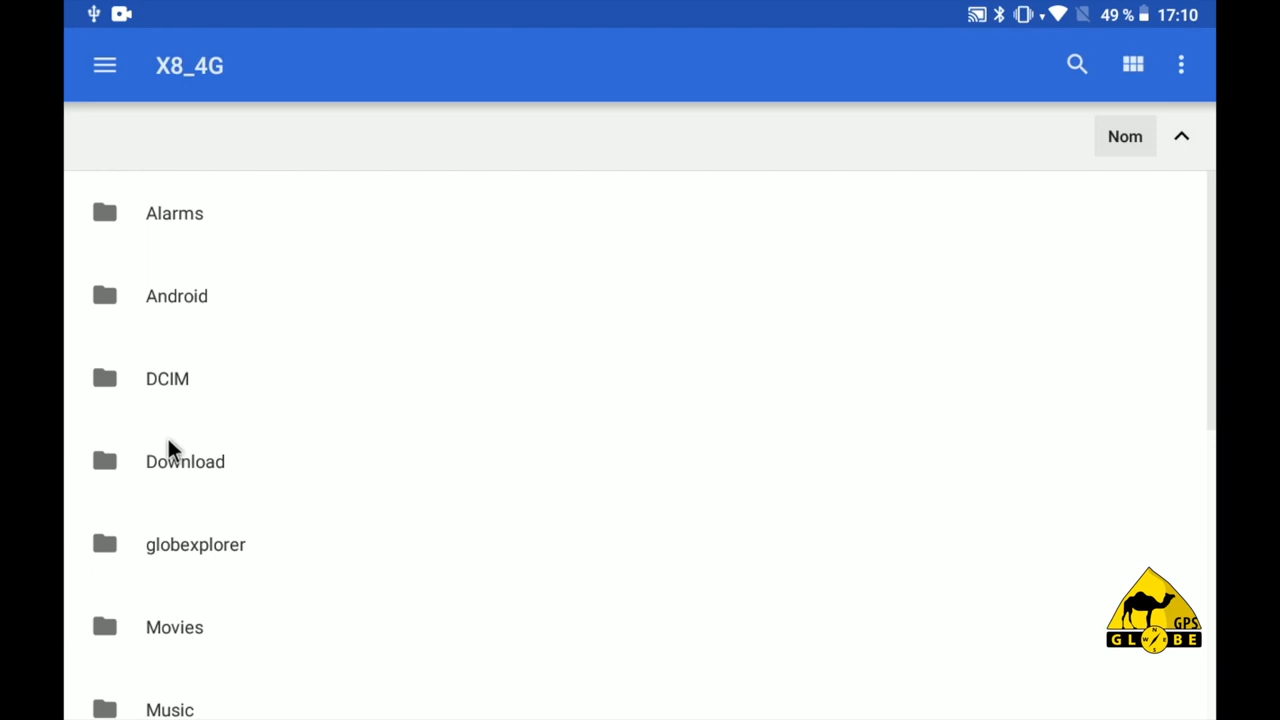 49 % 17:10
X8_4G
Nom
Alarms
Android
DCIM
Download
globexplorer
Movies
Music
GPS
GLOBE
N
W E
S